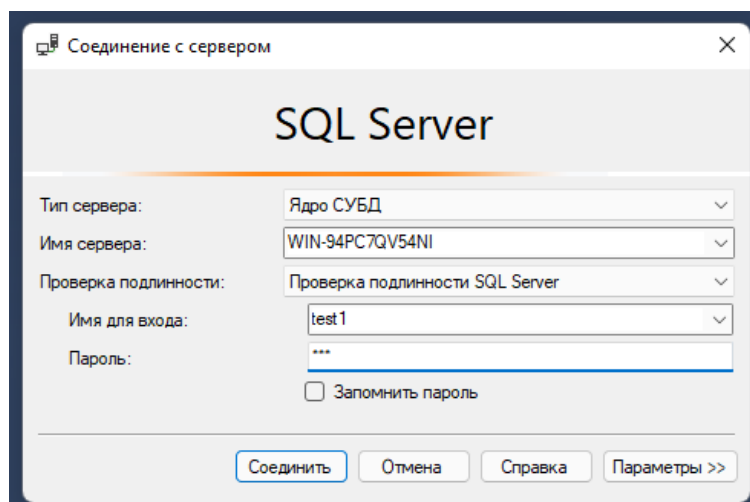 Соединение с сервером
SQL Server
Тип сервера: Ядро СУБД
Имя сервера: WIN-94PC7QV54NI
Проверка подлинности: Проверка подлинности SQL Server
Имя для входа: test1
Пароль: ***
Запомнить пароль
Соединить Отмена Справка Параметры >>